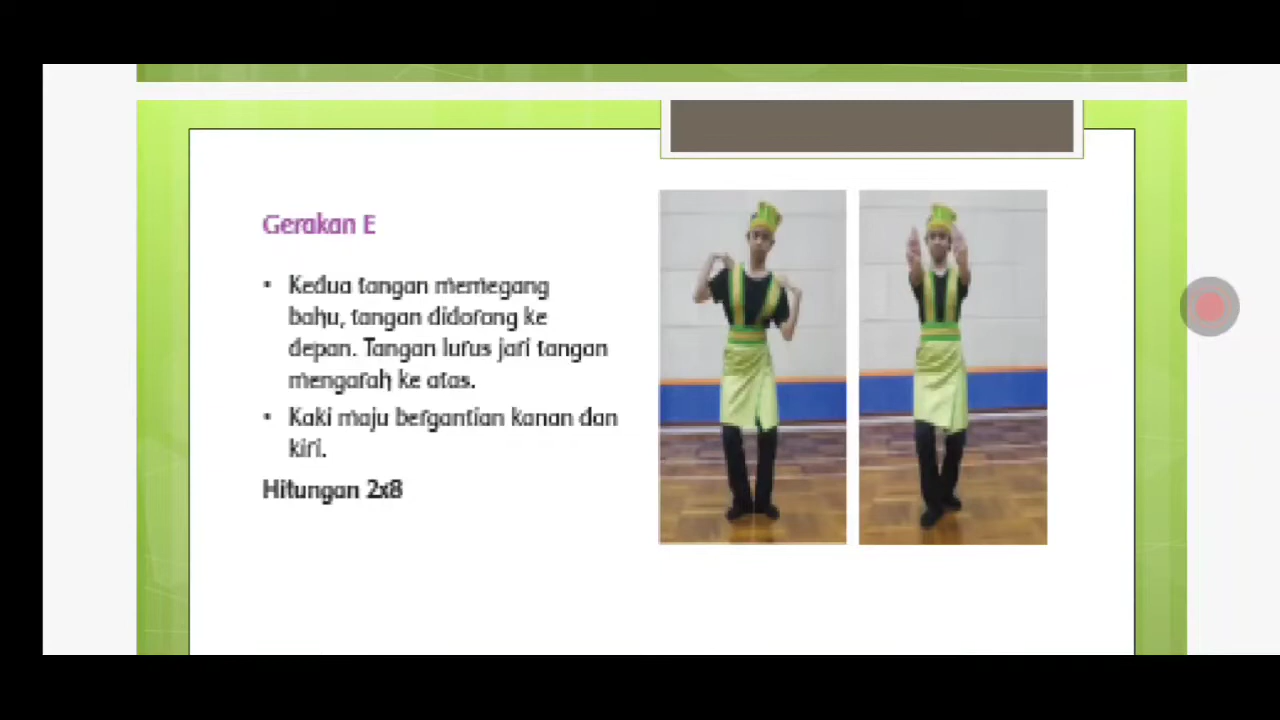 Gerakan E
• Kedua tangan memegang
bahu, tangan didorong ke
depan. Tangan lurus jari tangan
mengarah ke atas.
• Kaki maju bergantian kanan dan
kiri.
Hitungan 2x8